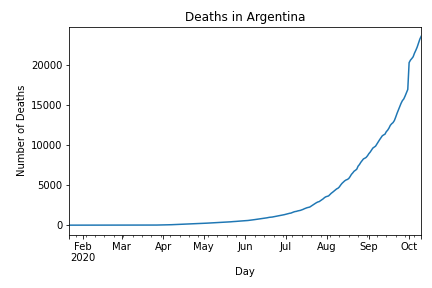 Deaths in Argentina
Number of Deaths
20000
15000
10000
5000
0
Feb Mar Apr May Jun Jul Aug Sep Oct
2020
Day